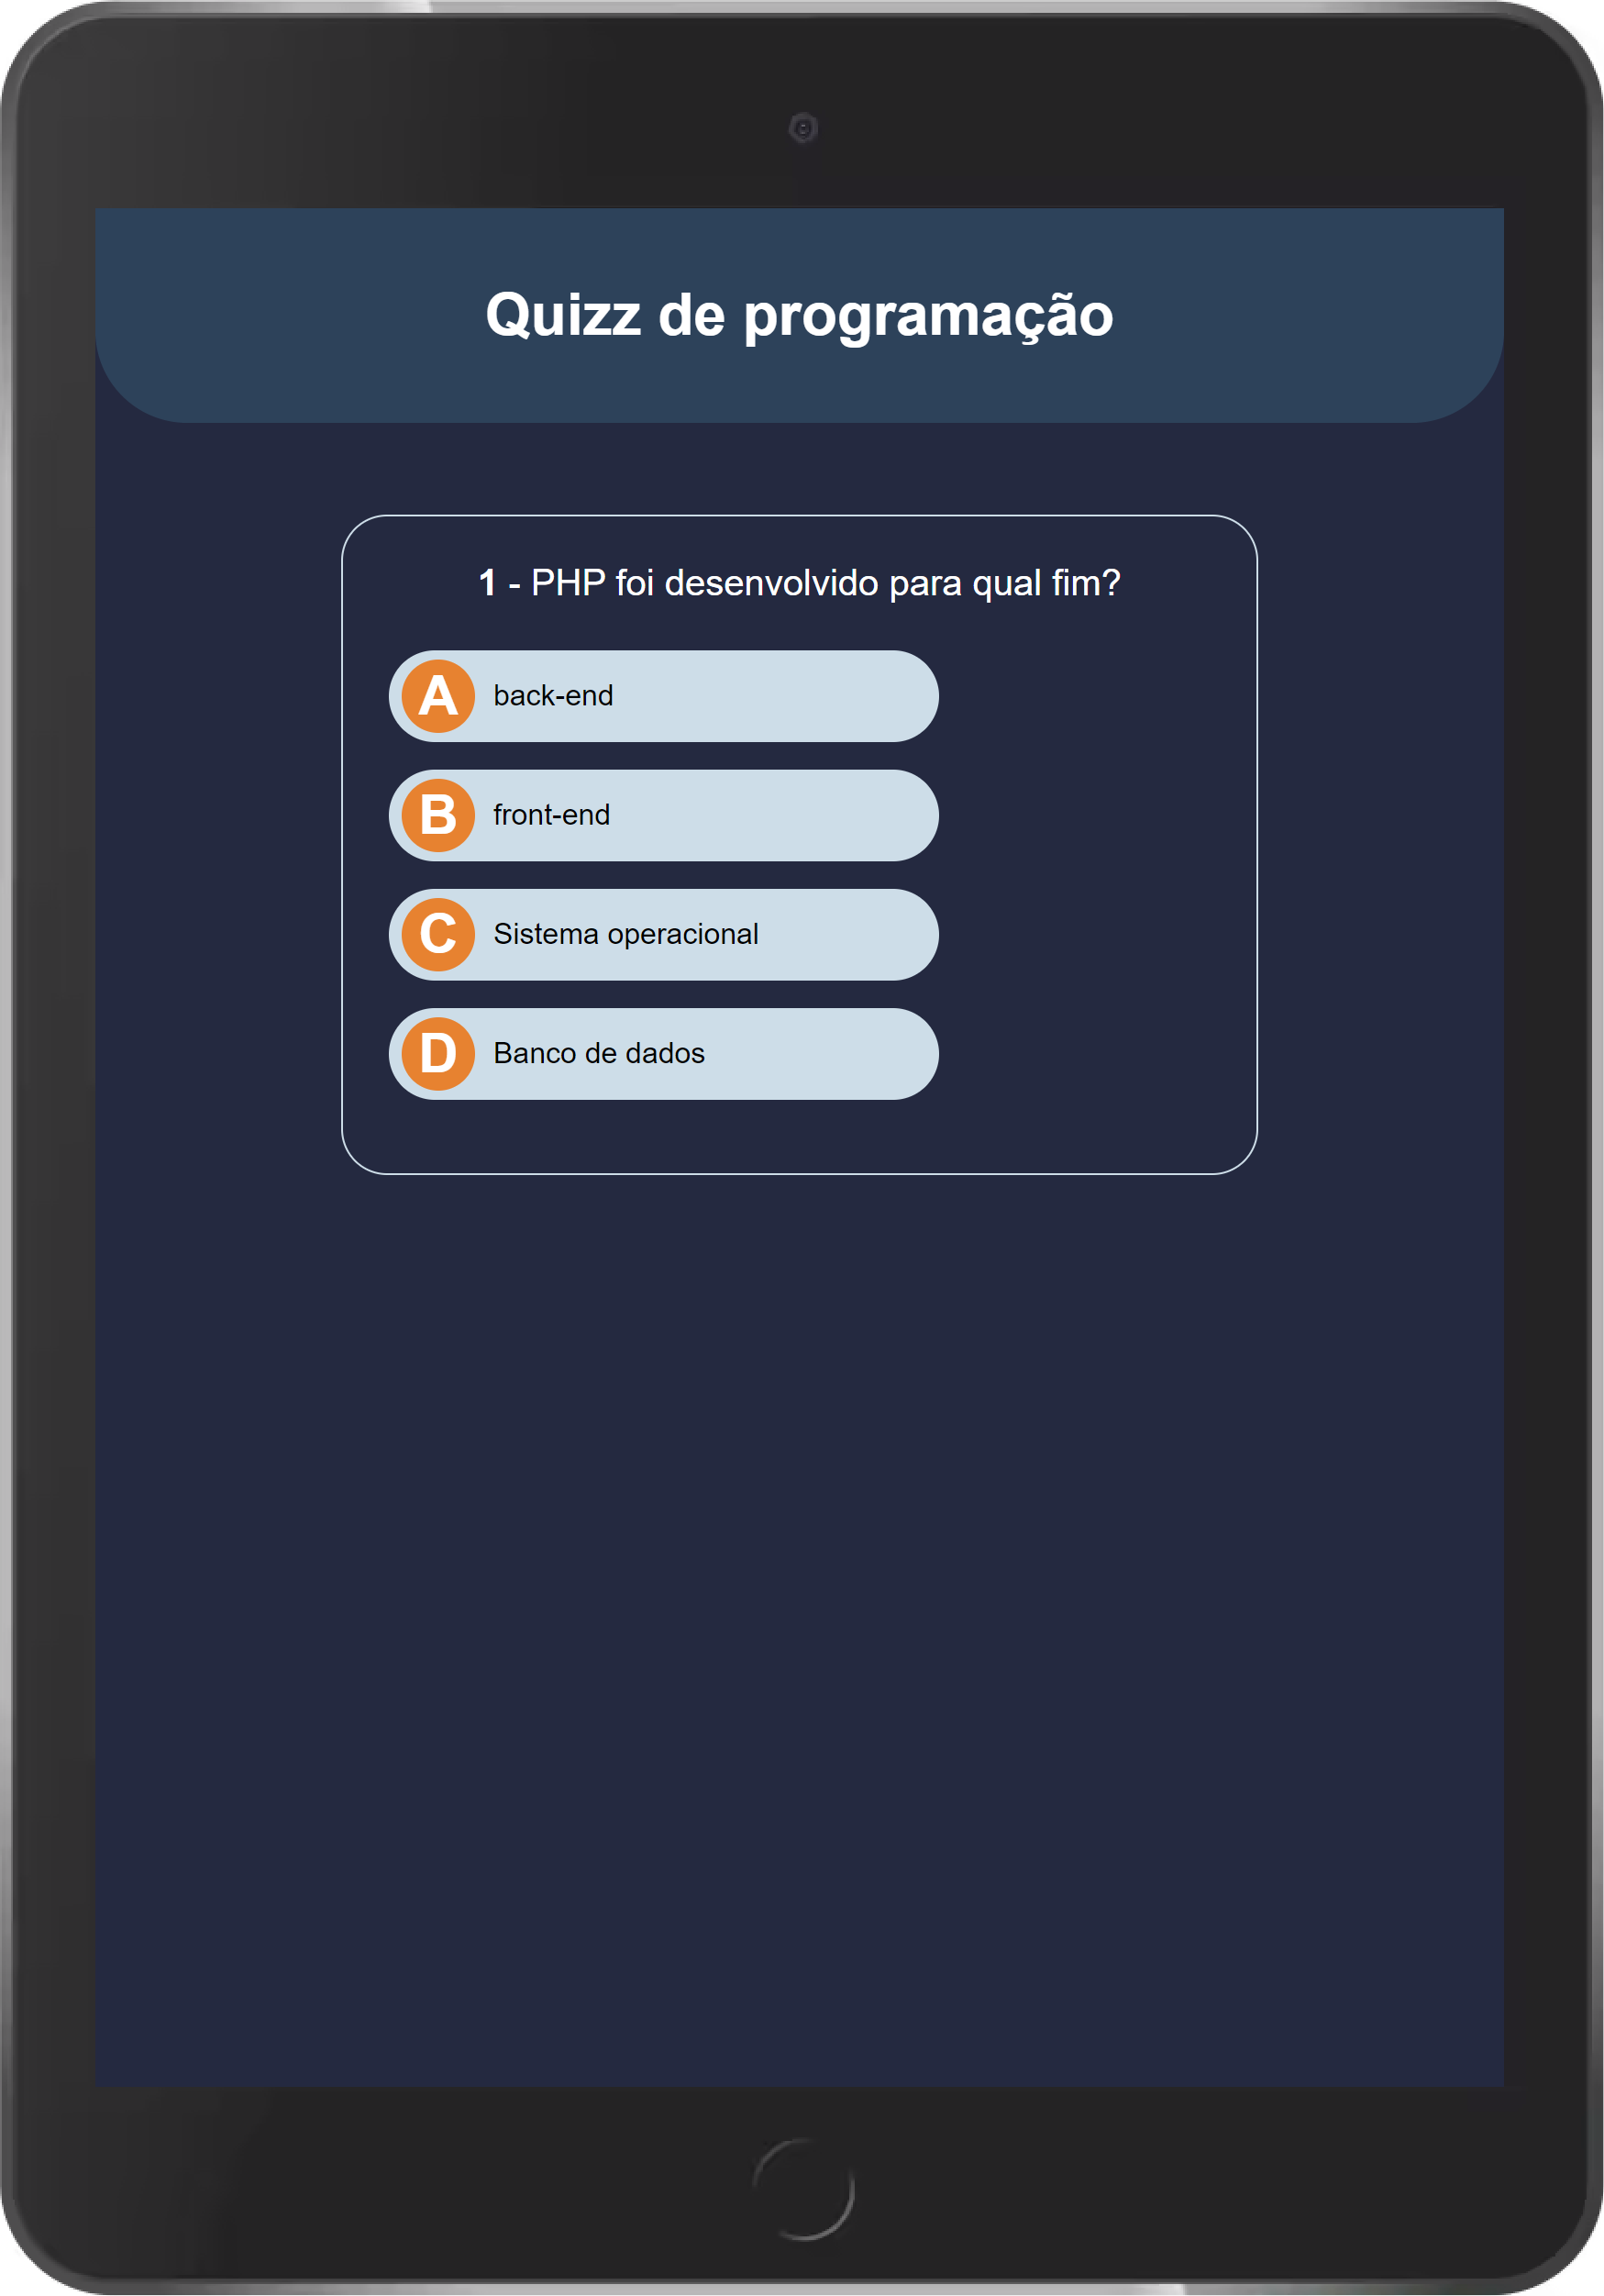 Quizz de programação
1 - PHP foi desenvolvido para qual fim?
A back-end
B front-end
C Sistema operacional
D Banco de dados